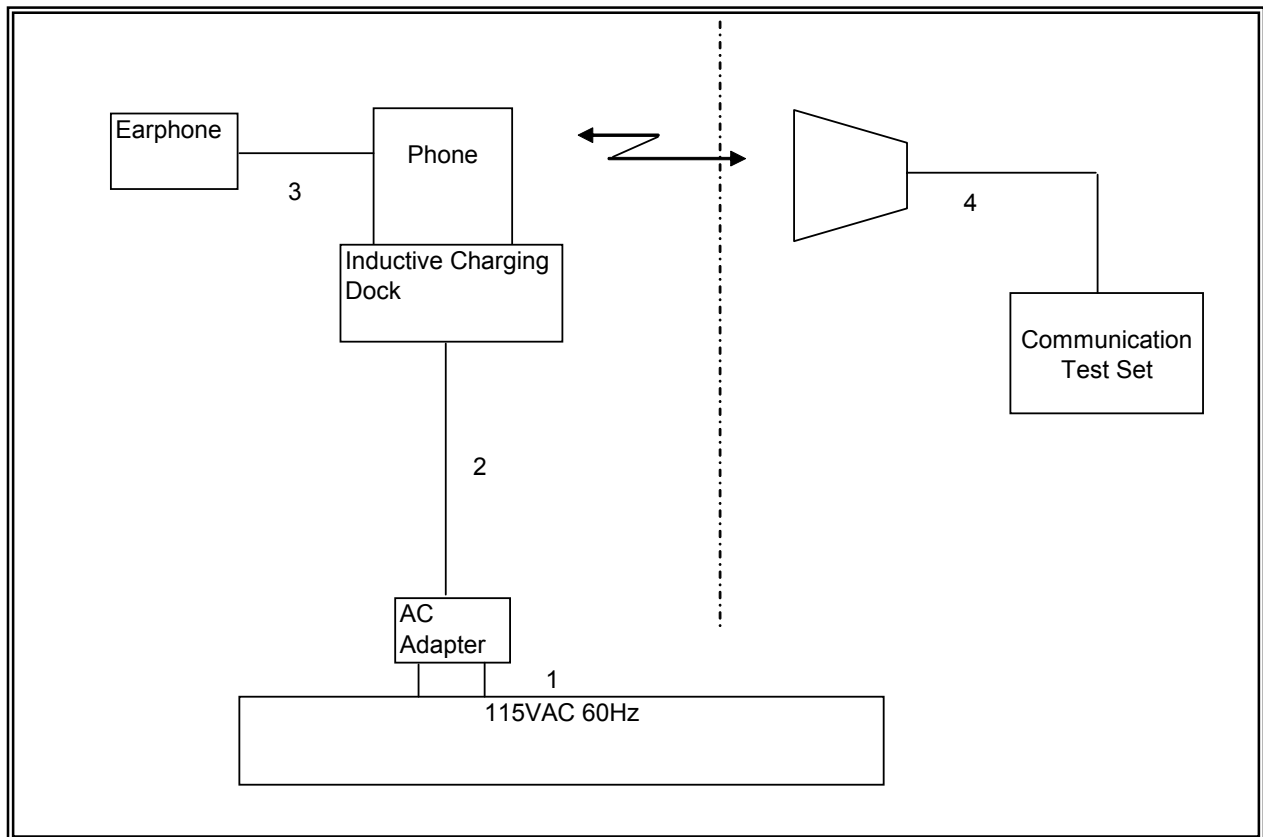 Earphone
Phone
3
4
Inductive Charging
Dock
Communication
Test Set
2
AC
Adapter
1
115VAC 60Hz